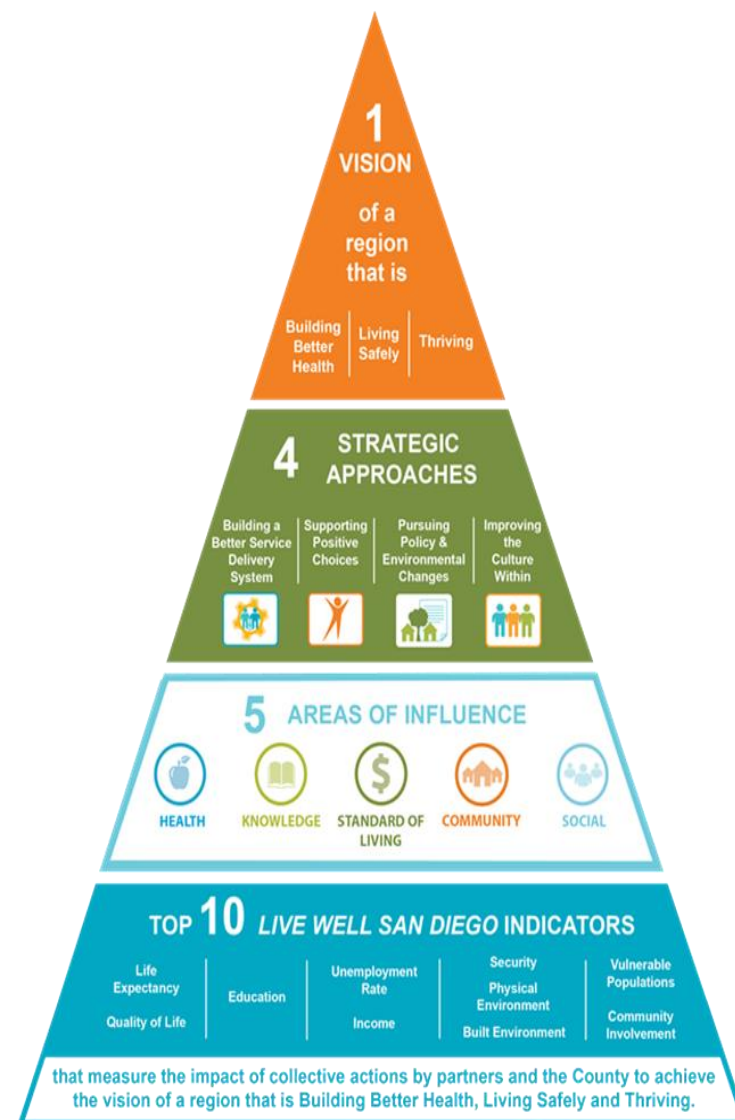 1
VISION
of a
region
that is
Building
Better
Health
Living
Safely
Thriving
4 STRATEGIC
APPROACHES
Building a
Better Service
Delivery
System
Supporting
Positive
Choices
Pursuing
Policy &
Environmental
Changes
Improving
the
Culture
Within
5 AREAS OF INFLUENCE
HEALTH
KNOWLEDGE
STANDARD OF
LIVING
COMMUNITY
SOCIAL
TOP 10 LIVE WELL SAN DIEGO INDICATORS
Life
Expectancy
Quality of Life
Education
Unemployment
Rate
Income
Security
Physical
Environment
Built Environment
Vulnerable
Populations
Community
Involvement
that measure the impact of collective actions by partners and the County to achieve
the vision of a region that is Building Better Health, Living Safely and Thriving.